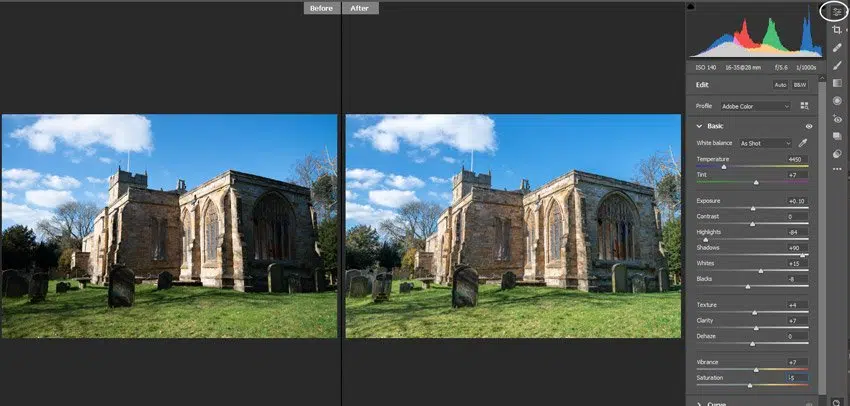 Before
After
ISO 140 16-35@28 mm f/5.6 1/1000s
Edit Auto B&W
Profile Adobe Color
Basic
White balance As Shot
Temperature 4450
Tint +7
Exposure +0.10
Contrast 0
Highlights -84
Shadows +90
Whites +15
Blacks -8
Texture +4
Clarity +7
Dehaze 0
Vibrance +7
Saturation -5
Curve